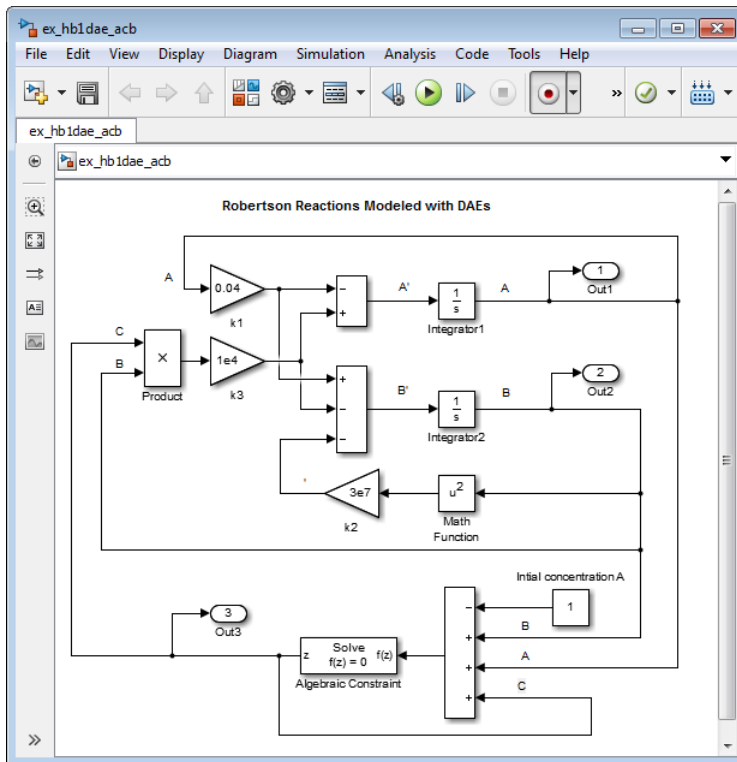 ex_hb1dae_acb
File Edit View Display Diagram Simulation Analysis Code Tools Help
»
ex_hb1dae_acb
ex_hb1dae_acb
Robertson Reactions Modeled with DAEs
A
0.04
k1
−
+
A'
1
s
Integrator1
A
1
Out1
C
B
×
Product
1e4
k3
+
−
−
B'
1
s
Integrator2
B
2
Out2
'
3e7
k2
u²
Math
Function
Intial concentration A
1
−
B
+
A
+
C
+
3
Out3
z
Solve
f(z) = 0
f(z)
Algebraic Constraint
A≡
»